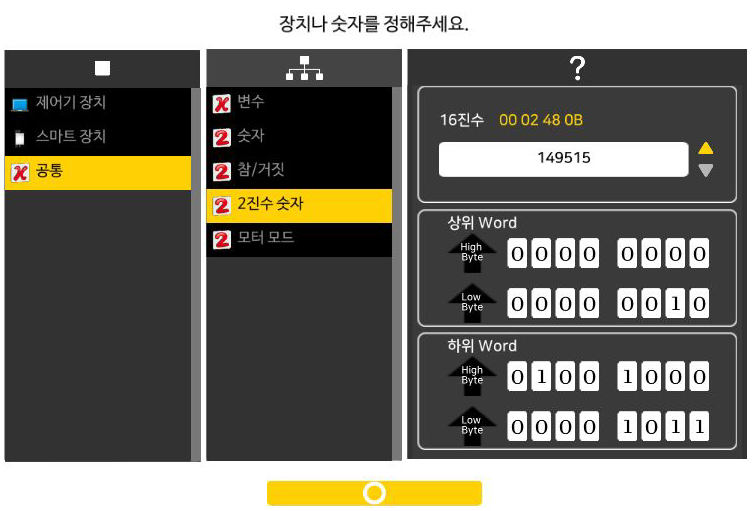 장치나 숫자를 정해주세요.
제어기 장치
스마트 장치
공통
변수
숫자
참/거짓
2진수 숫자
모터 모드
?
16진수 00 02 48 0B
149515
상위 Word
High Byte 0000 0000
Low Byte 0000 0010
하위 Word
High Byte 0100 1000
Low Byte 0000 1011